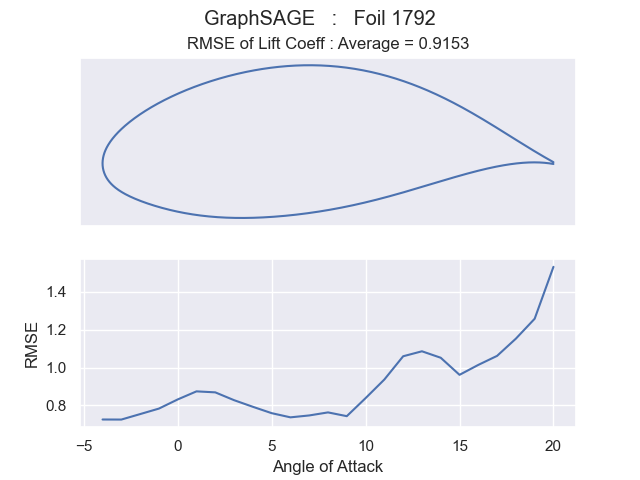 GraphSAGE : Foil 1792
RMSE of Lift Coeff : Average = 0.9153
1.4
1.2
1.0
0.8
RMSE
−5 0 5 10 15 20
Angle of Attack